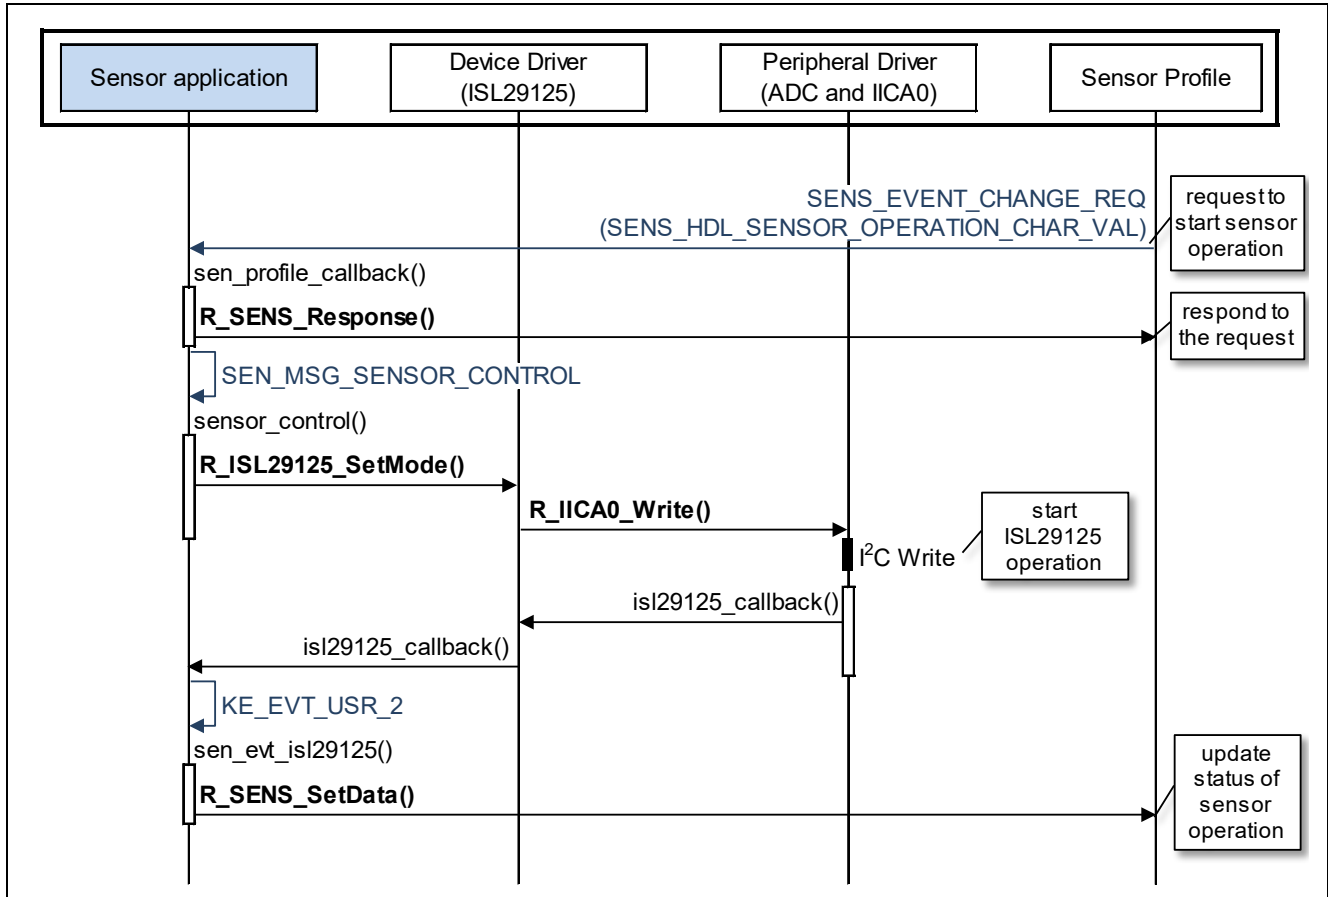 Sensor application
Device Driver
(ISL29125)
Peripheral Driver
(ADC and IICA0)
Sensor Profile
SENS_EVENT_CHANGE_REQ
(SENS_HDL_SENSOR_OPERATION_CHAR_VAL)
request to
start sensor
operation
sen_profile_callback()
R_SENS_Response()
respond to
the request
SEN_MSG_SENSOR_CONTROL
sensor_control()
R_ISL29125_SetMode()
R_IICA0_Write()
I²C Write
start
ISL29125
operation
isl29125_callback()
isl29125_callback()
KE_EVT_USR_2
sen_evt_isl29125()
R_SENS_SetData()
update
status of
sensor
operation